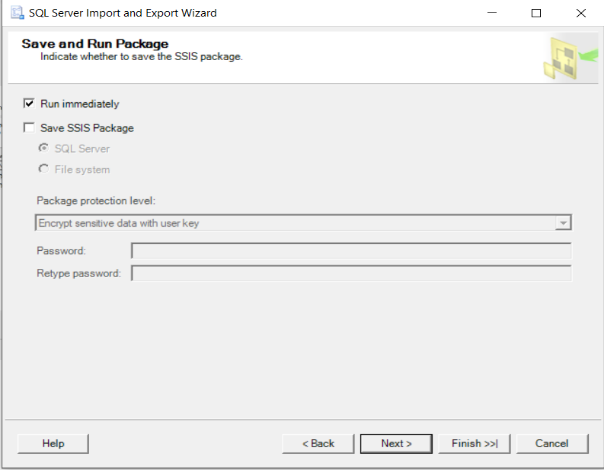 SQL Server Import and Export Wizard
Save and Run Package
Indicate whether to save the SSIS package.
Run immediately
Save SSIS Package
SQL Server
File system
Package protection level:
Encrypt sensitive data with user key
Password:
Retype password:
Help
< Back
Next >
Finish >>|
Cancel